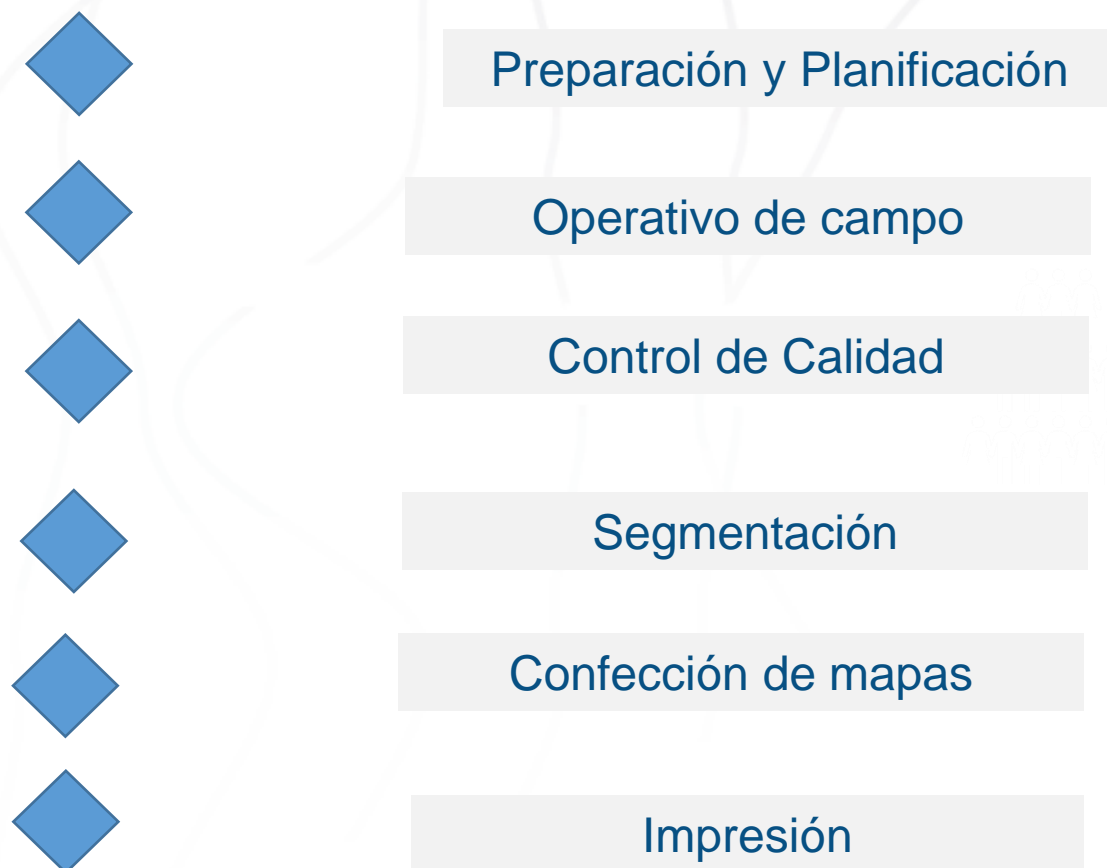 Preparación y Planificación
Operativo de campo
Control de Calidad
Segmentación
Confección de mapas
Impresión